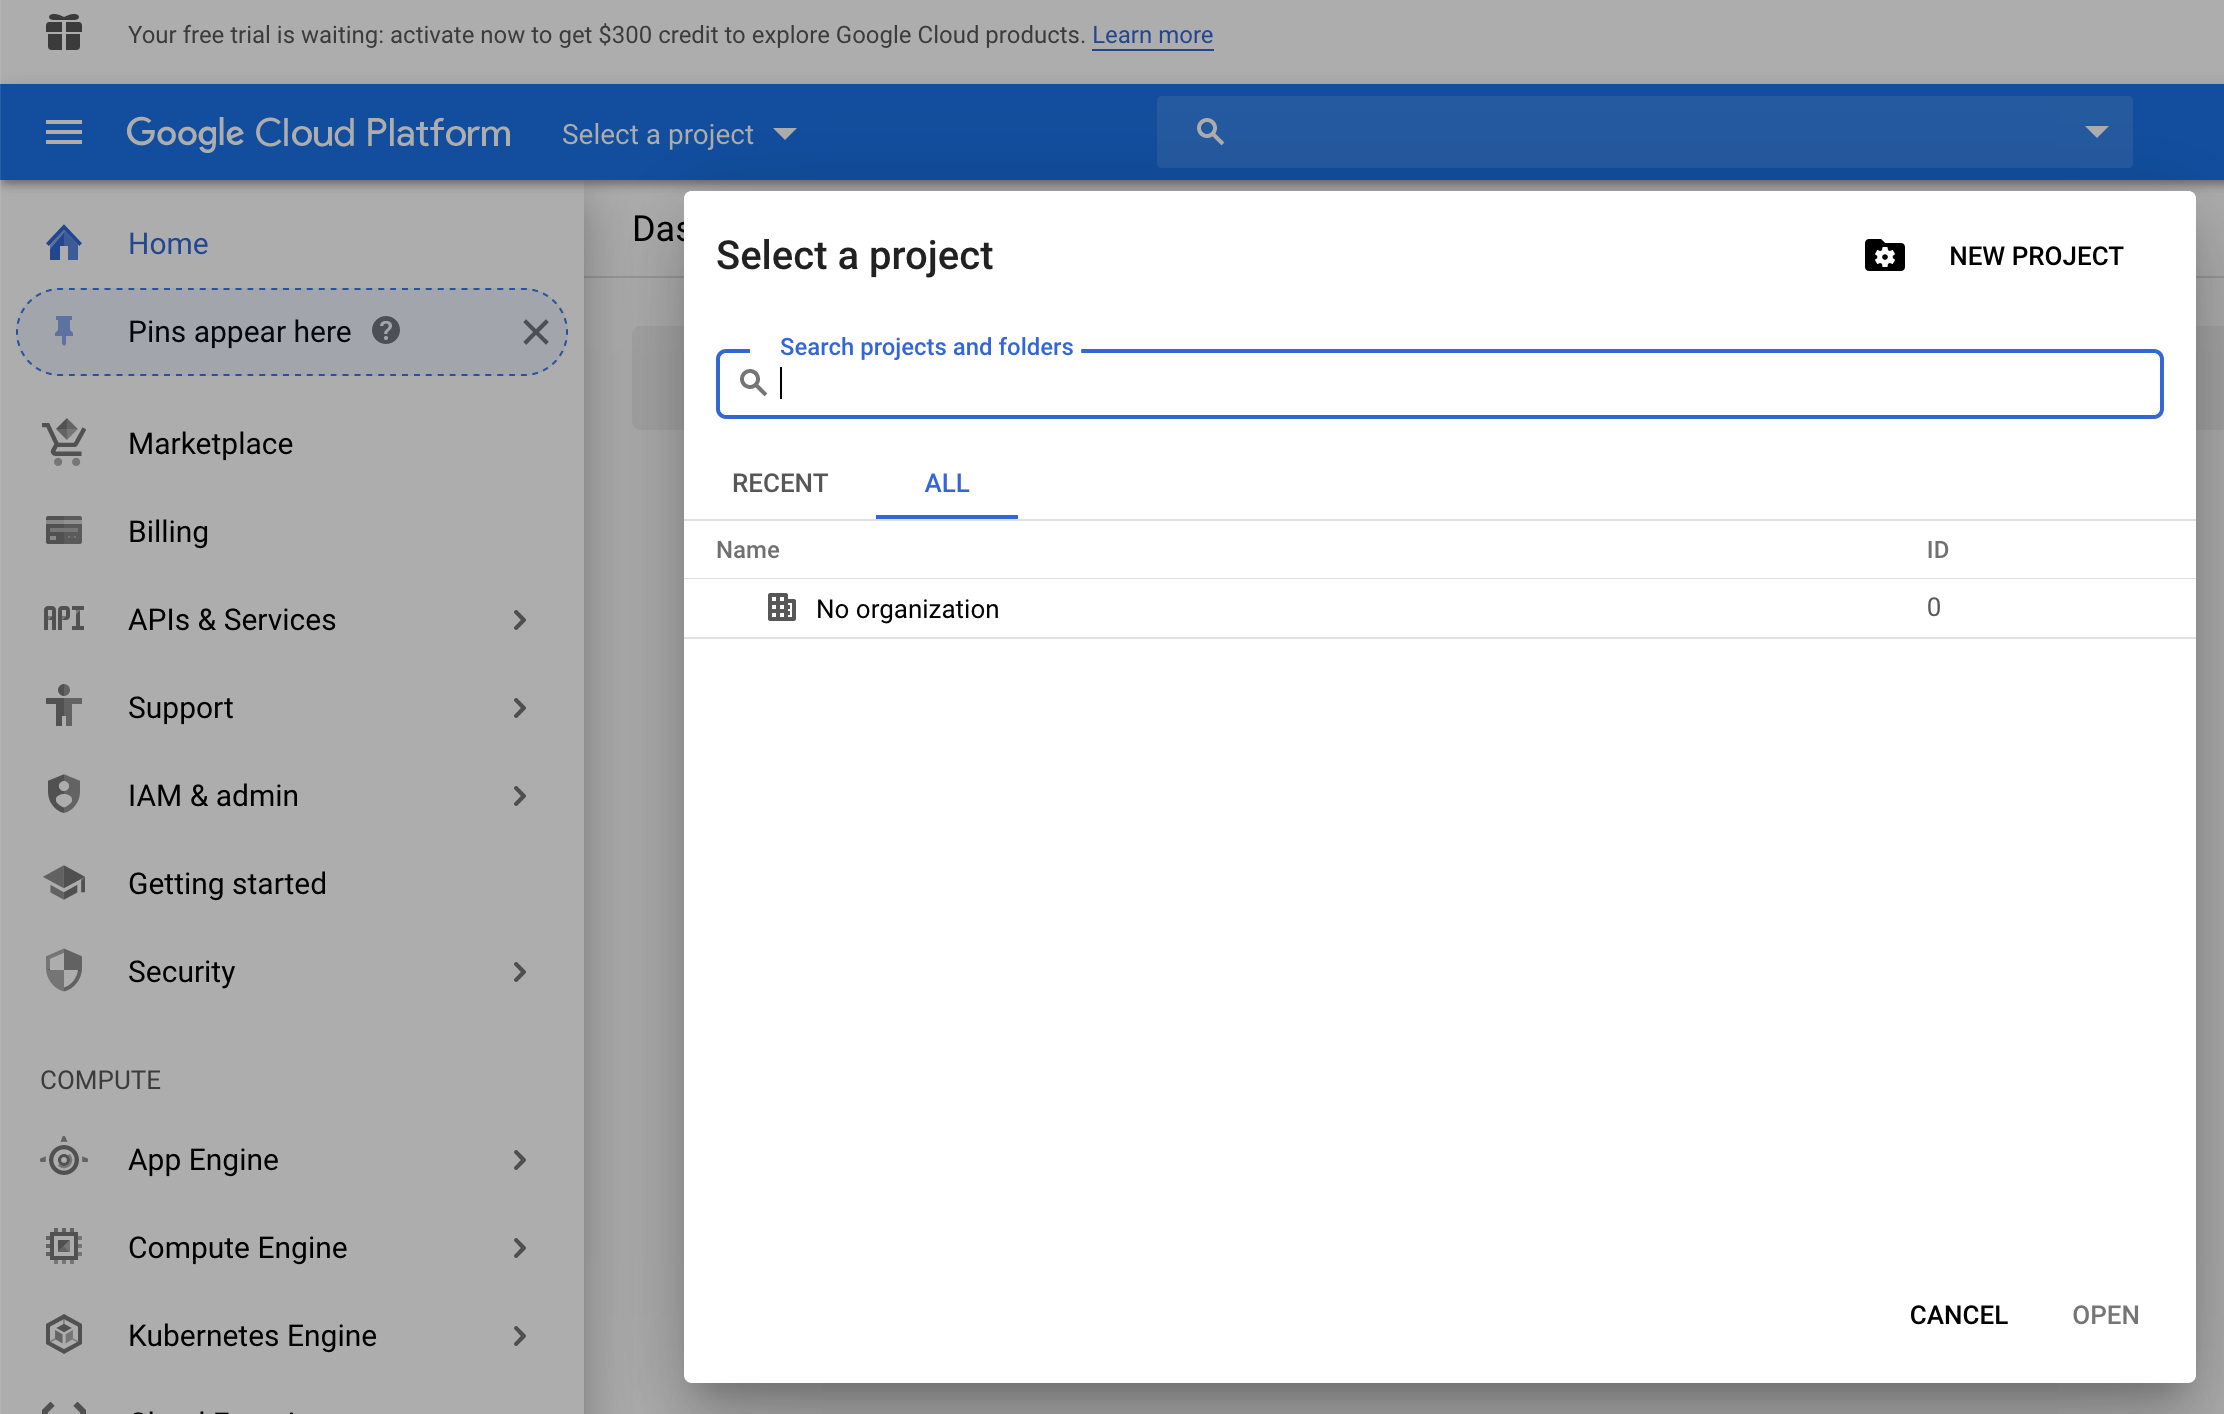 Your free trial is waiting: activate now to get $300 credit to explore Google Cloud products. Learn more
Google Cloud Platform
Select a project
Home
Pins appear here
Marketplace
Billing
API
APIs & Services
Support
IAM & admin
Getting started
Security
COMPUTE
App Engine
Compute Engine
Kubernetes Engine
Select a project
NEW PROJECT
Search projects and folders
RECENT
ALL
Name
ID
No organization
0
CANCEL
OPEN